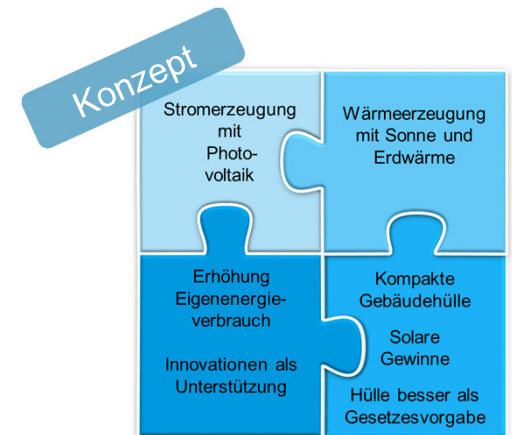 Konzept
Stromerzeugung
mit
Photo-
voltaik
Wärmeerzeugung
mit Sonne und
Erdwärme
Erhöhung
Eigenenergie-
verbrauch
Innovationen als
Unterstützung
Kompakte
Gebäudehülle
Solare
Gewinne
Hülle besser als
Gesetzesvorgabe